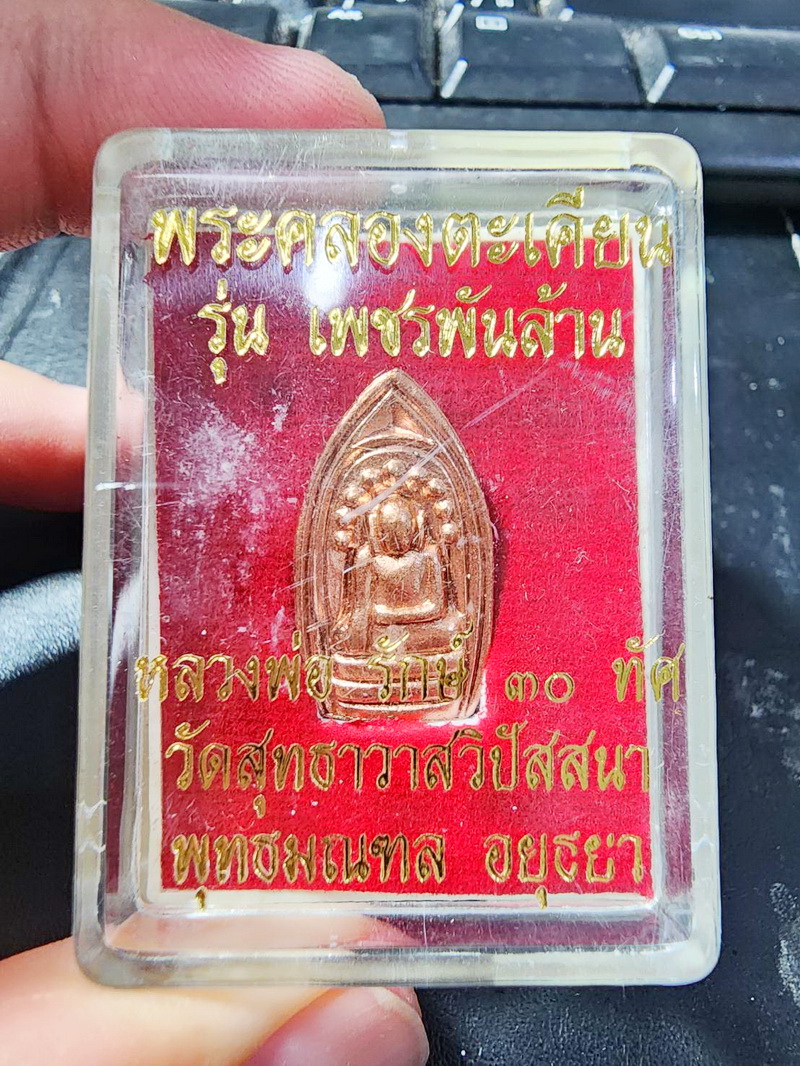 พระคลองตะเคียน
รุ่น เพชรพันล้าน
หลวงพ่อ รักษ์ ๓๐ ทัศ
วัดสุทธาวาสวิปัสสนา
พุทธมณฑล อยุธยา